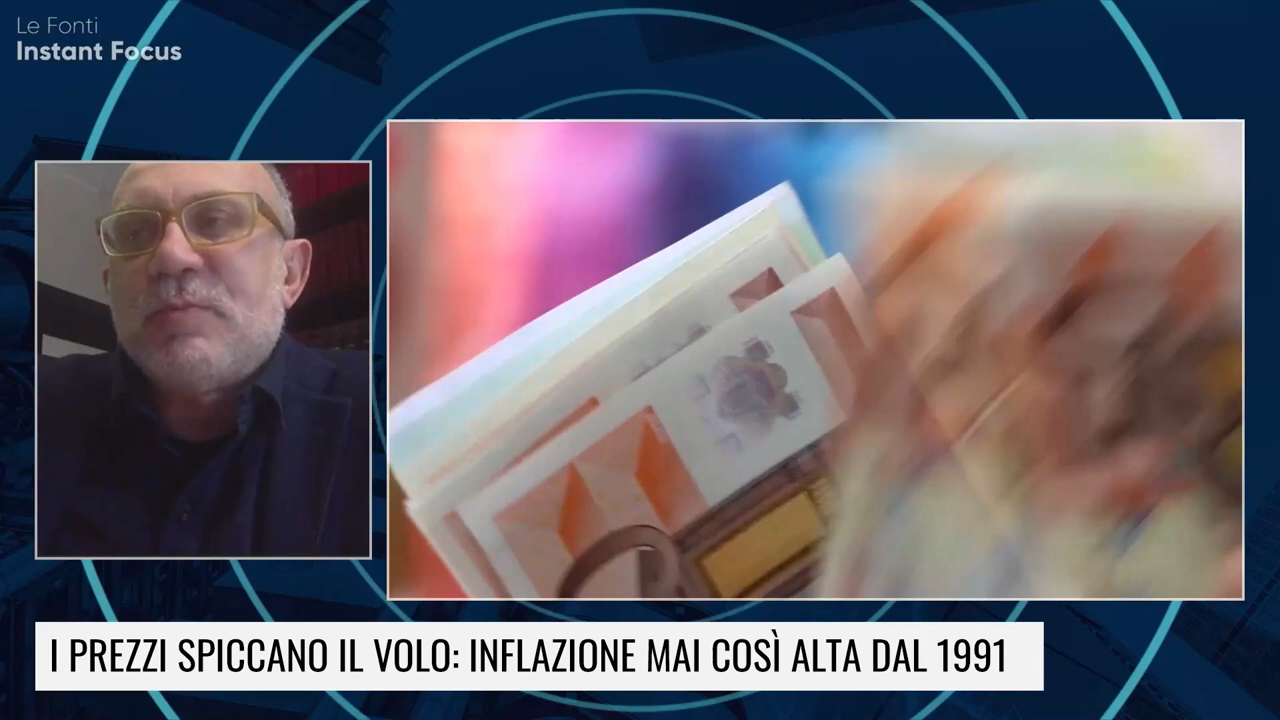 Le Fonti
Instant Focus
I PREZZI SPICCANO IL VOLO: INFLAZIONE MAI COSÌ ALTA DAL 1991